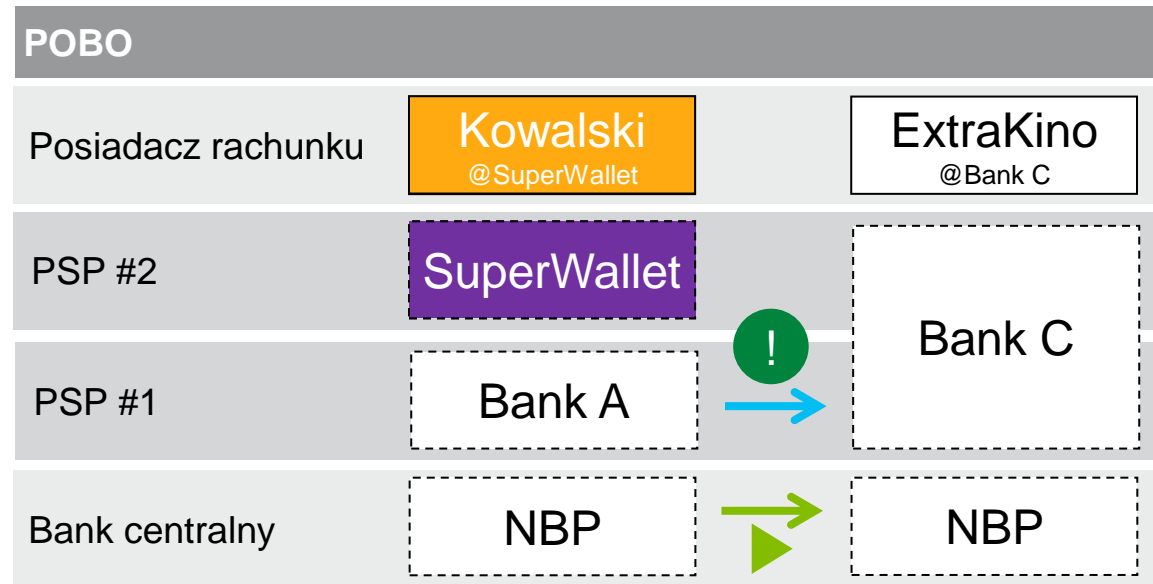 POBO
Posiadacz rachunku
Kowalski
@SuperWallet
ExtraKino
@Bank C
PSP #2
SuperWallet
!
Bank C
PSP #1
Bank A
Bank centralny
NBP
NBP